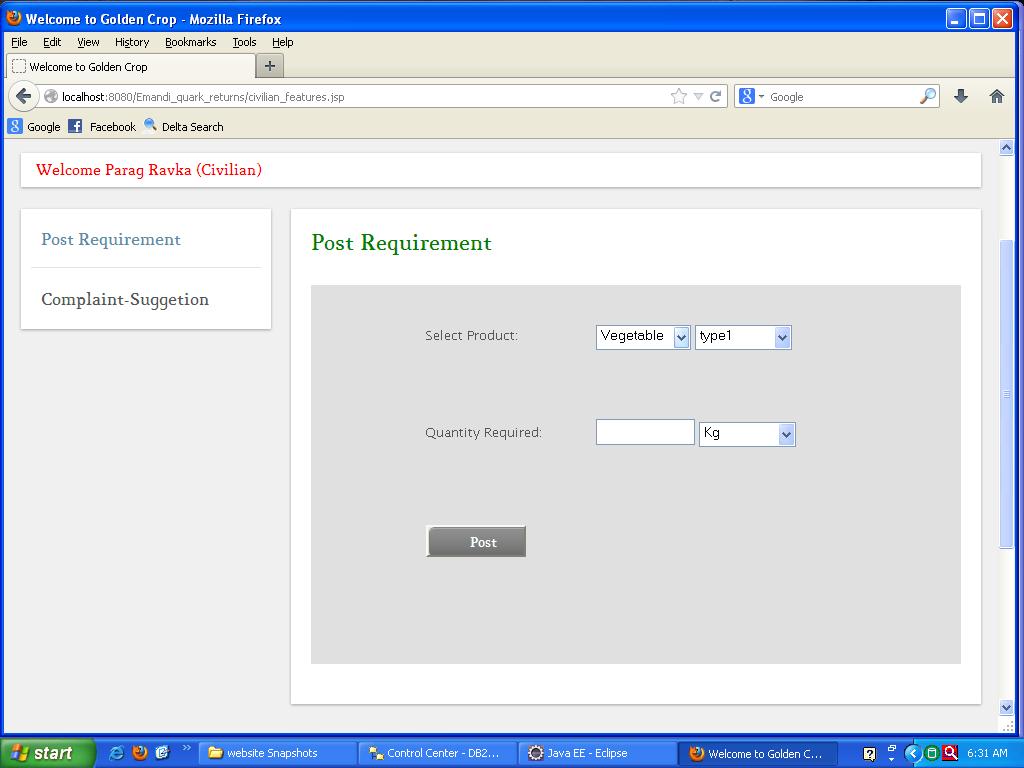 Welcome to Golden Crop - Mozilla Firefox
File Edit View History Bookmarks Tools Help
Welcome to Golden Crop +
localhost:8080/Emandi_quark_returns/civilian_features.jsp Google
Google Facebook Delta Search
Welcome Parag Ravka (Civilian)
Post Requirement
Complaint-Suggetion
Post Requirement
Select Product: Vegetable type1
Quantity Required: Kg
Post
start website Snapshots Control Center - DB2... Java EE - Eclipse Welcome to Golden C... 6:31 AM